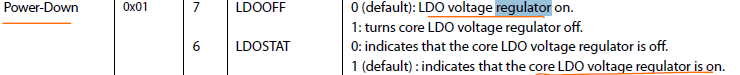 Power-Down 0x01 7 LDOOFF 0 (default): LDO voltage regulator on.
1: turns core LDO voltage regulator off.
6 LDOSTAT 0: indicates that the core LDO voltage regulator is off.
1 (default) : indicates that the core LDO voltage regulator is on.